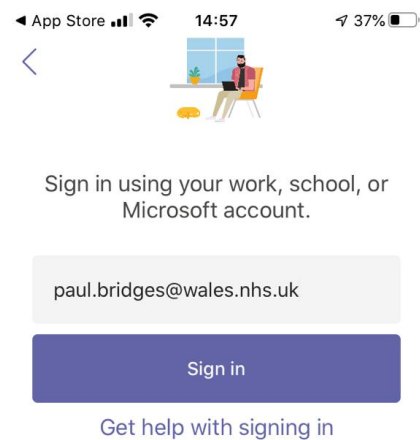 App Store 14:57 37%
Sign in using your work, school, or
Microsoft account.
paul.bridges@wales.nhs.uk
Sign in
Get help with signing in